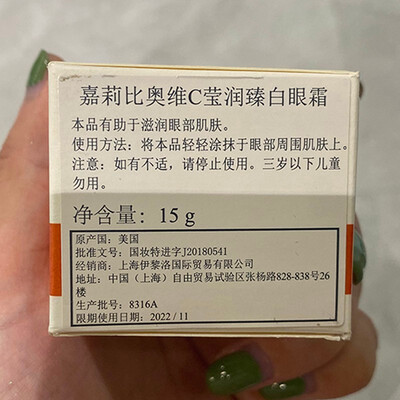 嘉莉比奥维C莹润臻白眼霜
本品有助于滋润眼部肌肤。
使用方法：将本品轻轻涂抹于眼部周围肌肤上。
注意：如有不适，请停止使用。三岁以下儿童
勿用。
净含量：15 g
原产国：美国
批准文号：国妆特进字J20180541
经销商：上海伊黎洛国际贸易有限公司
地址：中国（上海）自由贸易试验区张杨路828-838号26
楼
生产批号：8316A
限期使用日期：2022/11